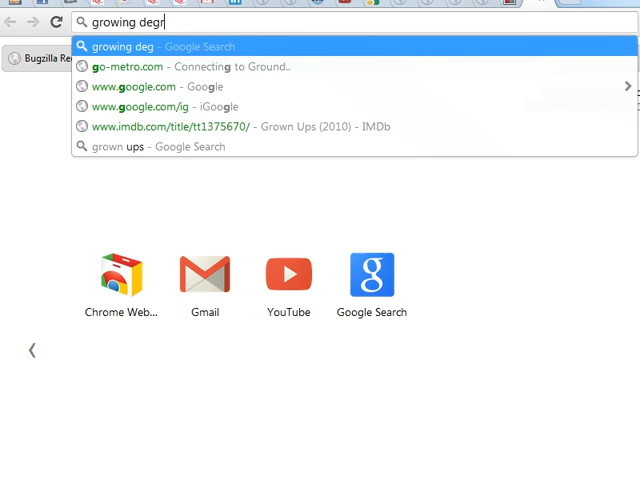 growing degr
growing deg - Google Search
Bugzilla Re
go-metro.com - Connecting to Ground..
www.google.com - Google
www.google.com/ig - iGoogle
www.imdb.com/title/tt1375670/ - Grown Ups (2010) - IMDb
grown ups - Google Search
Chrome Web... Gmail YouTube Google Search